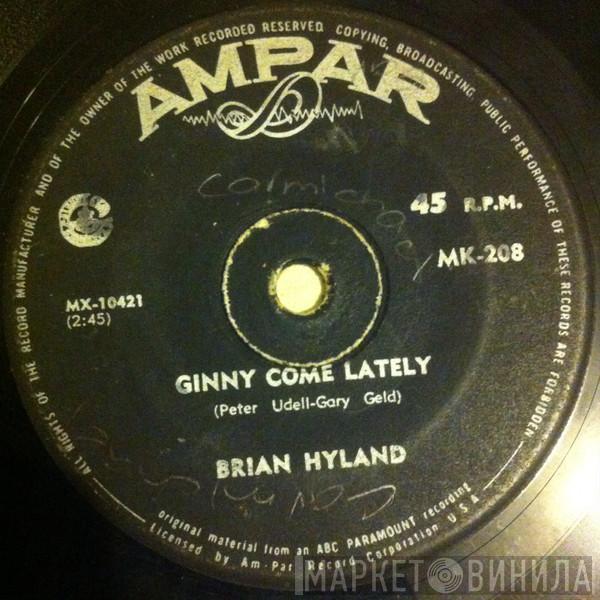 ALL RIGHTS OF THE RECORD MANUFACTURER AND OF THE OWNER OF THE WORK RECORDED RESERVED. COPYING, BROADCASTING, PUBLIC PERFORMANCE OF THESE RECORDS ARE FORBIDDEN
AMPAR
Carmichael
45 R.P.M.
MK-208
MX-10421
(2:45)
GINNY COME LATELY
(Peter Udell-Gary Geld)
BRIAN HYLAND
original material from an ABC PARAMOUNT recording
Licensed by Am-Par Record Corporation U S A
МАРКЕТ ВИНИЛА